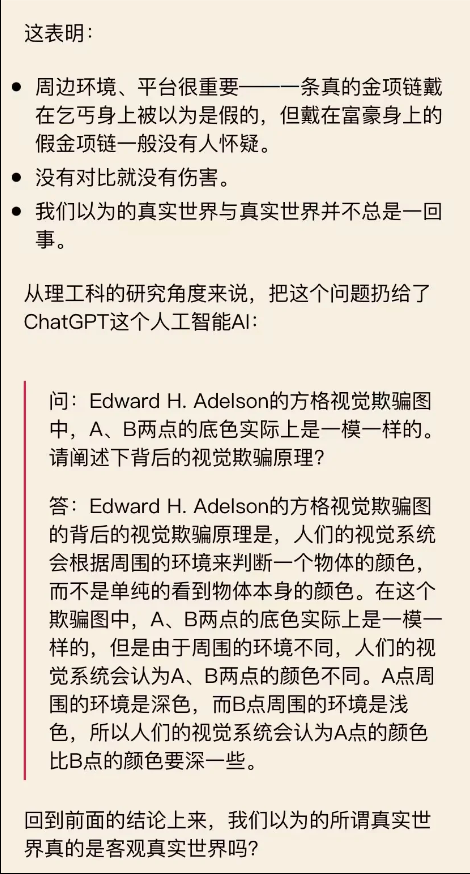 这表明：
周边环境、平台很重要——一条真的金项链戴
在乞丐身上被以为是假的，但戴在富豪身上的
假金项链一般没有人怀疑。
没有对比就没有伤害。
我们以为的真实世界与真实世界并不总是一回
事。
从理工科的研究角度来说，把这个问题扔给了
ChatGPT这个人工智能AI：
问：Edward H. Adelson的方格视觉欺骗图
中，A、B两点的底色实际上是一模一样的。
请阐述下背后的视觉欺骗原理？
答：Edward H. Adelson的方格视觉欺骗图
的背后的视觉欺骗原理是，人们的视觉系统
会根据周围的环境来判断一个物体的颜色，
而不是单纯的看到物体本身的颜色。在这个
欺骗图中，A、B两点的底色实际上是一模一
样的，但是由于周围的环境不同，人们的视
觉系统会认为A、B两点的颜色不同。A点周
围的环境是深色，而B点周围的环境是浅
色，所以人们的视觉系统会认为A点的颜色
比B点的颜色要深一些。
回到前面的结论上来，我们以为的所谓真实世
界真的是客观真实世界吗？